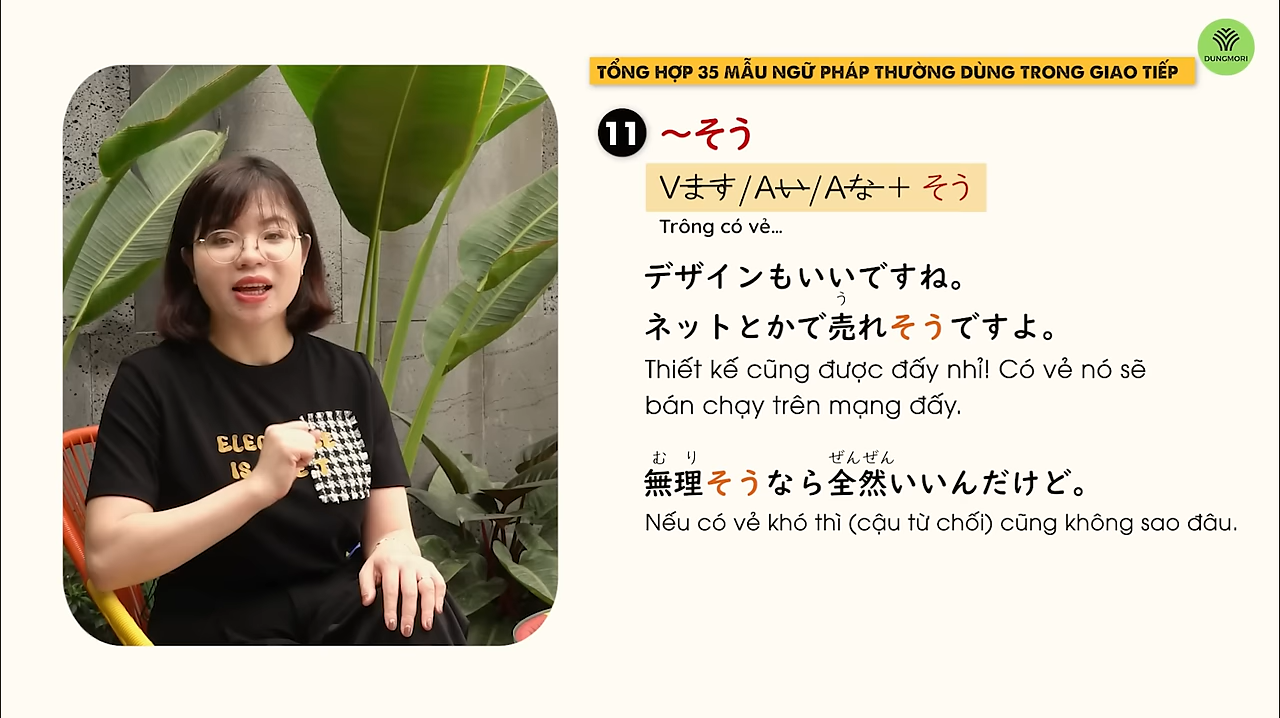 DUNGMORI
TỔNG HỢP 35 MẪU NGỮ PHÁP THƯỜNG DÙNG TRONG GIAO TIẾP
11 ～そう
Vます/Aい/Aな＋ そう
Trông có vẻ...
デザインもいいですね。
う
ネットとかで売れそうですよ。
Thiết kế cũng được đấy nhỉ! Có vẻ nó sẽ
bán chạy trên mạng đấy.
む り ぜんぜん
無理そうなら全然いいんだけど。
Nếu có vẻ khó thì (cậu từ chối) cũng không sao đâu.